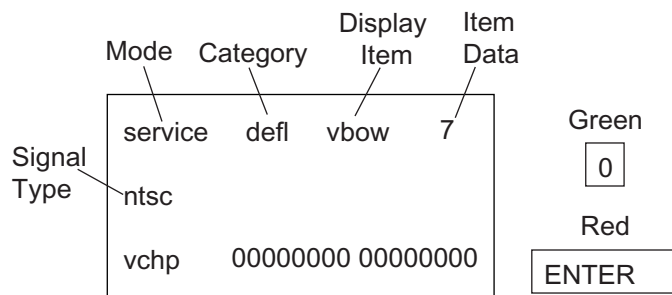 Mode Category Display Item Item Data
service defl vbow 7
Signal Type
ntsc
vchp 00000000 00000000
Green
0
Red
ENTER